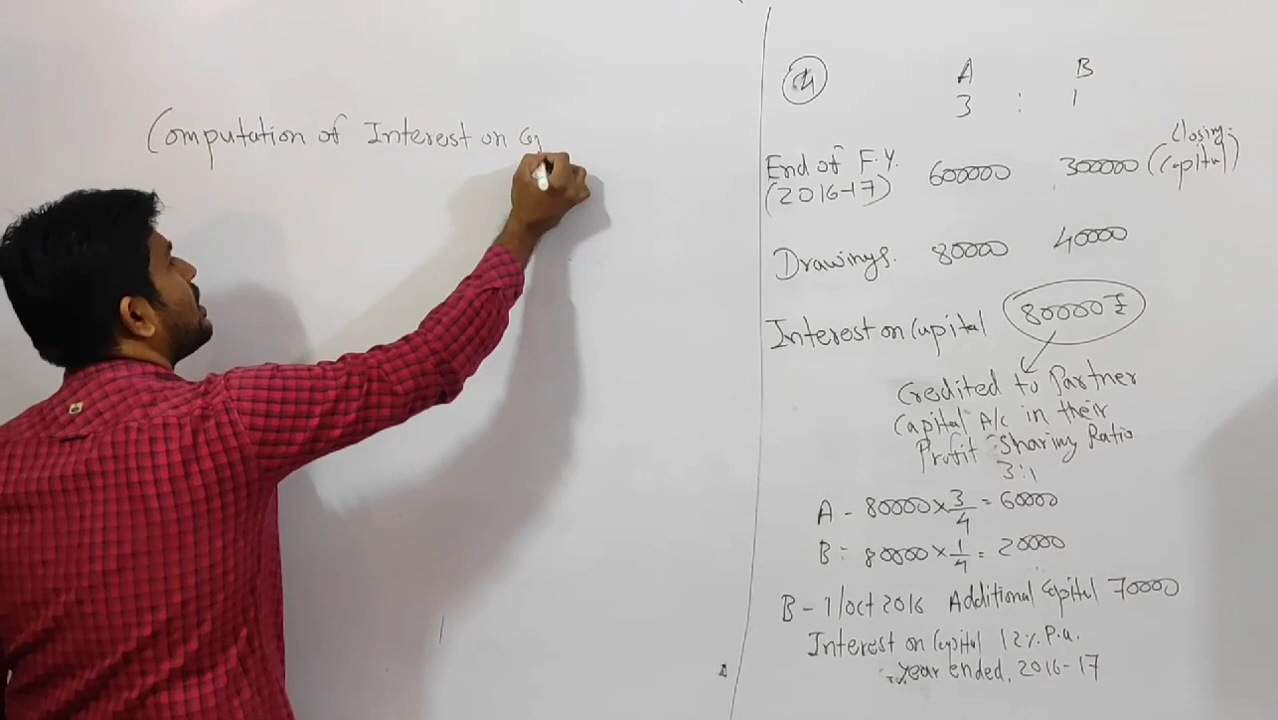 Computation of Interest on Ca
4
A B
3 : 1
End of F.Y. 600000 300000 (Closing Capital)
(2016-17)
Drawings. 80000 40000
Interest on Capital 80000 ₹
Credited to Partner
Capital A/c in their
Profit Sharing Ratio
3:1
A - 80000 × 3/4 = 60000
B = 80000 × 1/4 = 20000
B - 1/Oct 2016 Additional Capital 70000
Interest on Capital 12% P.a.
year ended, 2016-17